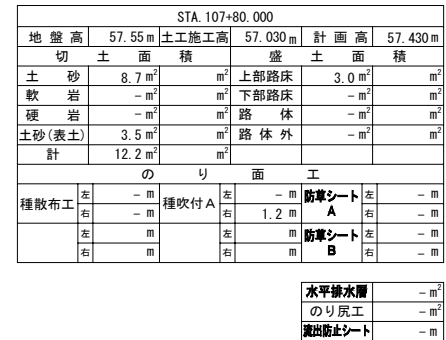 STA. 107+80.000
地 盤 高 57.55 m 土工施工高 57.030 m 計 画 高 57.430 m
切 土 面 積 盛 土 面 積
土 砂 8.7 m² m² 上部路床 3.0 m² m²
軟 岩 – m² m² 下部路床 – m² m²
硬 岩 – m² m² 路 体 – m² m²
土砂(表土) 3.5 m² m² 路 体 外 – m² m²
計 12.2 m² m²
の り 面 工
種散布工 左 – m 種吹付A 左 – m 防草シートA 左 – m
右 – m 右 1.2 m 右 – m
左 m 左 m 防草シートB 左 – m
右 m 右 m 右 – m
水平排水層 – m²
のり尻工 – m²
流出防止シート – m